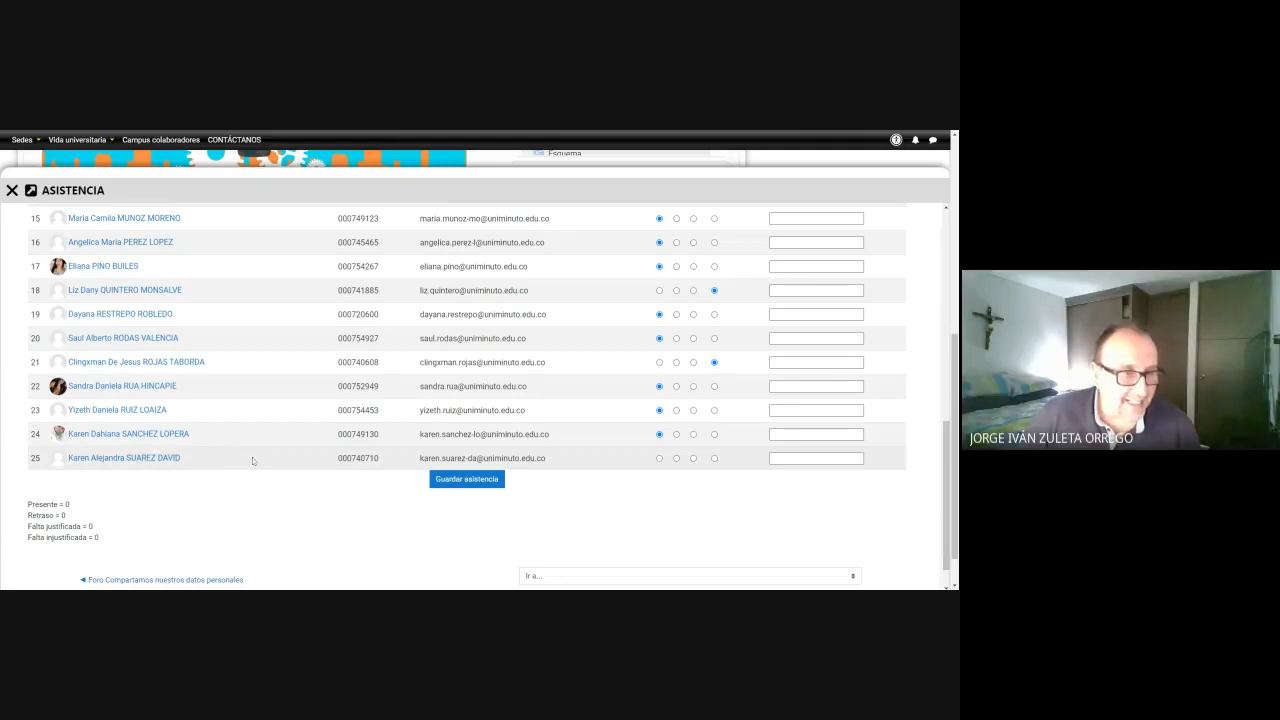 Sedes Vida universitaria Campus colaboradores CONTÁCTANOS
Esquema
ASISTENCIA
15 Maria Camila MUNOZ MORENO 000749123 maria.munoz-mo@uniminuto.edu.co
16 Angelica Maria PEREZ LOPEZ 000745465 angelica.perez-l@uniminuto.edu.co
17 Eliana PINO BUILES 000754267 eliana.pino@uniminuto.edu.co
18 Liz Dany QUINTERO MONSALVE 000741885 liz.quintero@uniminuto.edu.co
19 Dayana RESTREPO ROBLEDO 000720600 dayana.restrepo@uniminuto.edu.co
20 Saul Alberto RODAS VALENCIA 000754927 saul.rodas@uniminuto.edu.co
21 Clingxman De Jesus ROJAS TABORDA 000740608 clingxman.rojas@uniminuto.edu.co
22 Sandra Daniela RUA HINCAPIE 000752949 sandra.rua@uniminuto.edu.co
23 Yizeth Daniela RUIZ LOAIZA 000754453 yizeth.ruiz@uniminuto.edu.co
24 Karen Dahiana SANCHEZ LOPERA 000749130 karen.sanchez-lo@uniminuto.edu.co
25 Karen Alejandra SUAREZ DAVID 000740710 karen.suarez-da@uniminuto.edu.co
Guardar asistencia
Presente = 0
Retraso = 0
Falta justificada = 0
Falta injustificada = 0
◀ Foro Compartamos nuestros datos personales
Ir a...
JORGE IVÁN ZULETA ORREGO